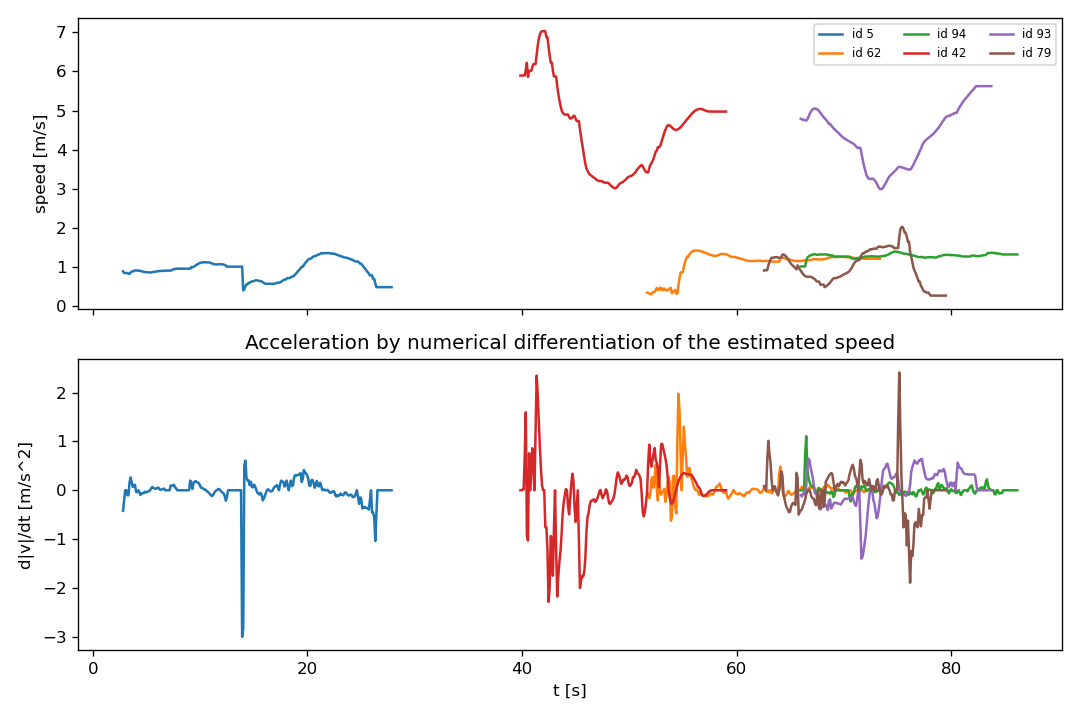 speed [m/s]
7
6
5
4
3
2
1
0
id 5
id 62
id 94
id 42
id 93
id 79
Acceleration by numerical differentiation of the estimated speed
d|v|/dt [m/s^2]
2
1
0
−1
−2
−3
0 20 40 60 80
t [s]